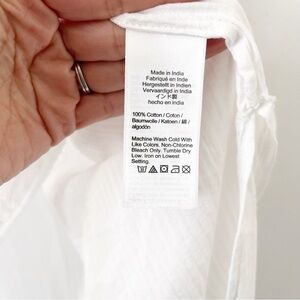 Made in India
Fabriqué en Inde
Hergestellt in Indien
Vervaardigd in India
インド製
hecho en indio
100% Cotton / Coton /
Baumwolle / Katoen / 綿 /
algodón
Machine Wash Cold With
Like Colors. Non-Chlorine
Bleach Only. Tumble Dry
Low. Iron on Lowest
Setting.